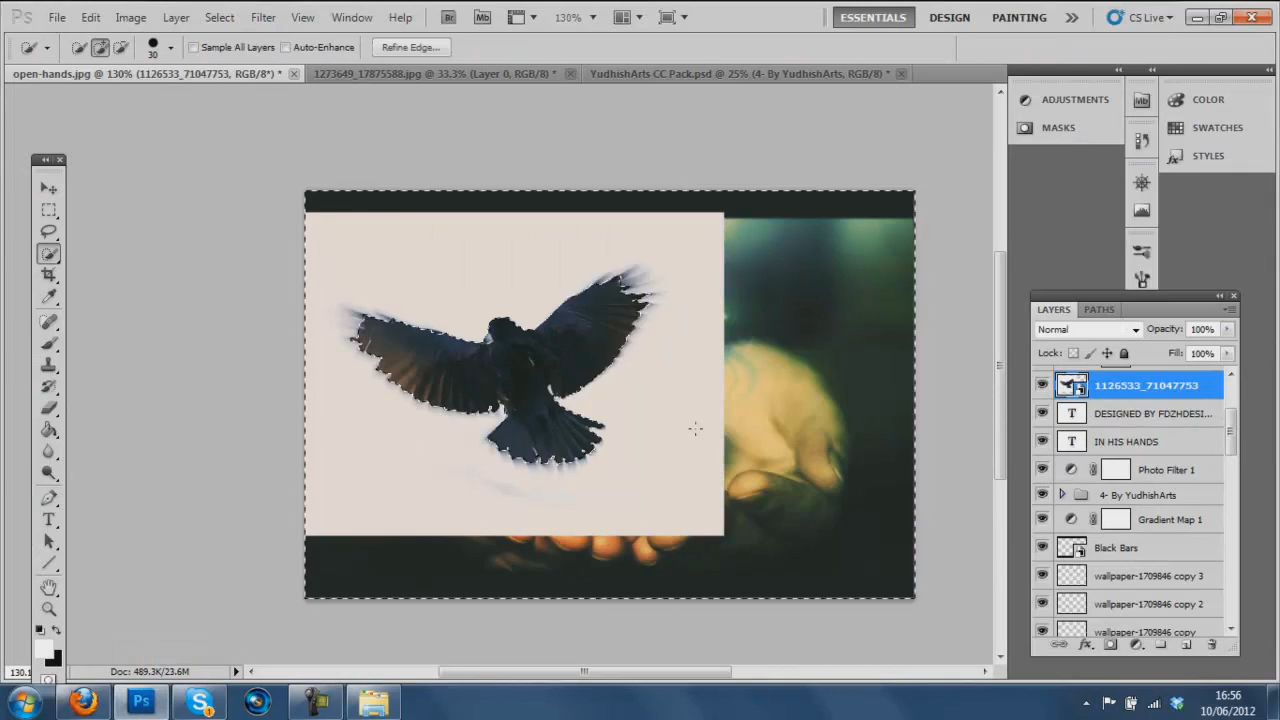 Ps File Edit Image Layer Select Filter View Window Help Br Mb 130% ESSENTIALS DESIGN PAINTING CS Live
30 Sample All Layers Auto-Enhance Refine Edge...
open-hands.jpg @ 130% (1126533_71047753, RGB/8*) * 1273649_17875588.jpg @ 33.3% (Layer 0, RGB/8) * YudhishArts CC Pack.psd @ 25% (4- By YudhishArts, RGB/8) *
ADJUSTMENTS Mb COLOR
MASKS SWATCHES
STYLES
LAYERS PATHS
Normal Opacity: 100%
Lock: Fill: 100%
1126533_71047753
T DESIGNED BY FDZHDESI...
T IN HIS HANDS
Photo Filter 1
4- By YudhishArts
Gradient Map 1
Black Bars
wallpaper-1709846 copy 3
wallpaper-1709846 copy 2
wallpaper-1709846 copy
130. Doc: 489.3K/23.6M
Ps 16:56
10/06/2012